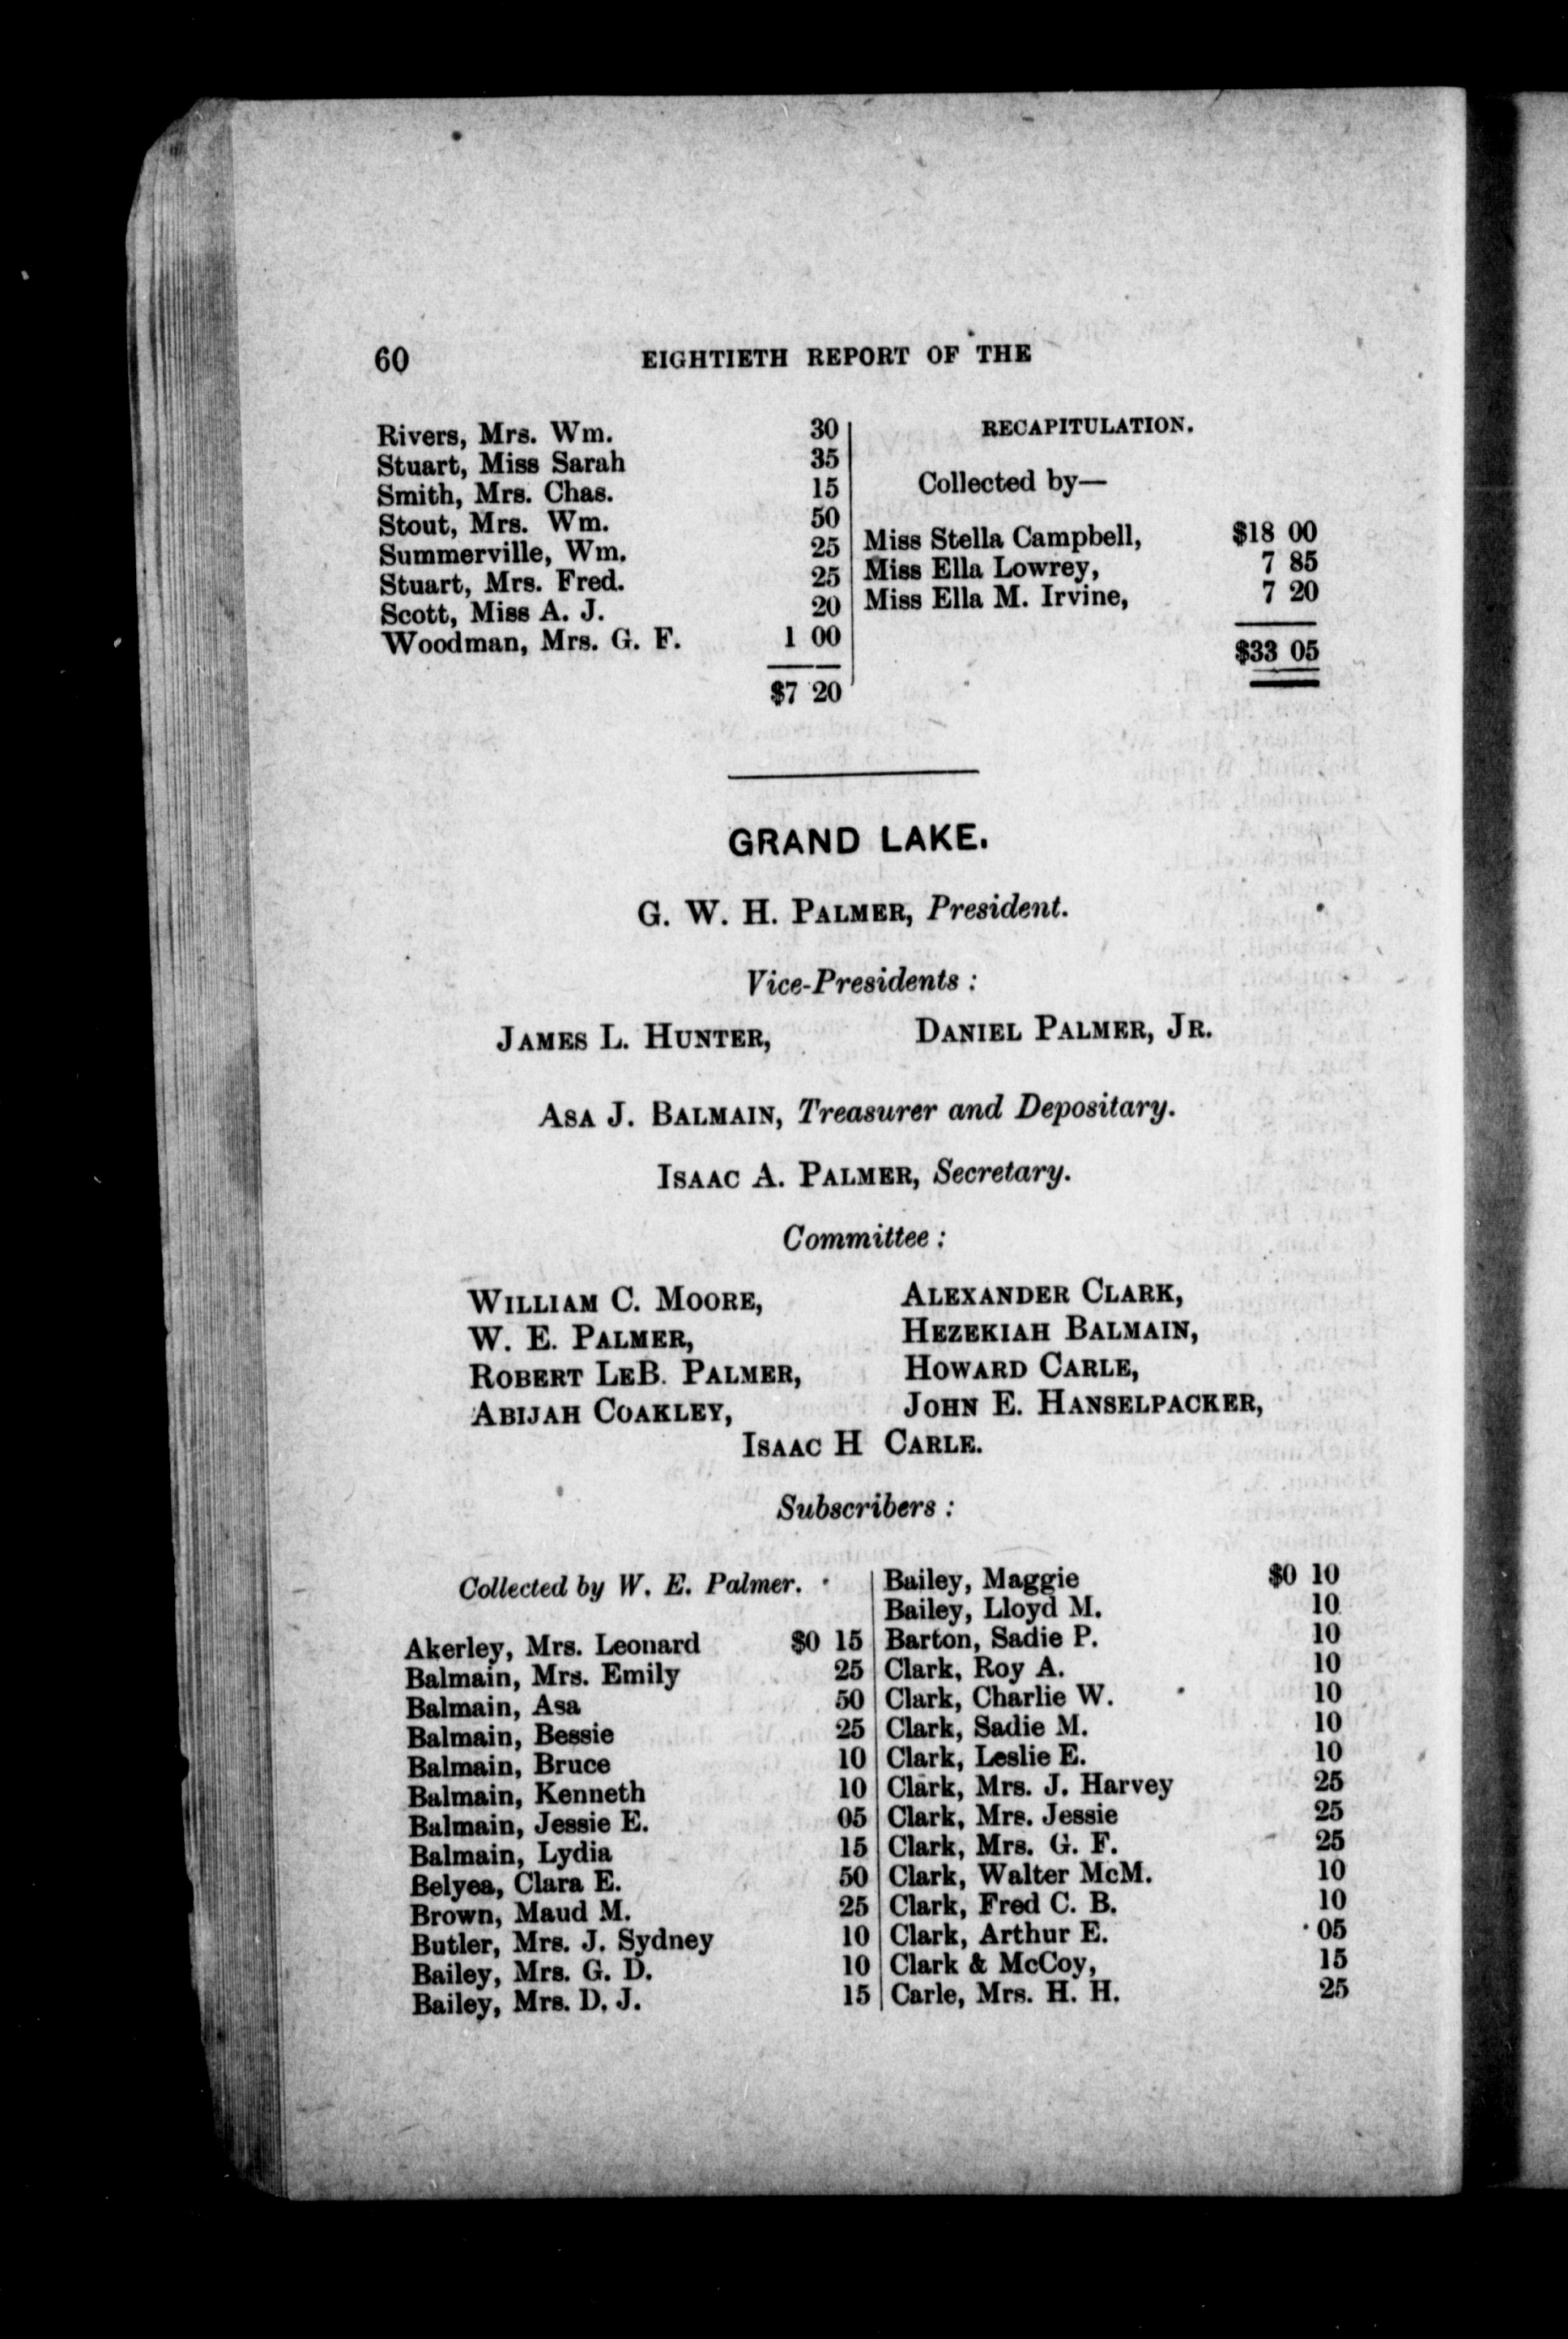 60 EIGHTIETH REPORT OF THE
Rivers, Mrs. Wm. 30
Stuart, Miss Sarah 35
Smith, Mrs. Chas. 15
Stout, Mrs. Wm. 50
Summerville, Wm. 25
Stuart, Mrs. Fred. 25
Scott, Miss A. J. 20
Woodman, Mrs. G. F. 1 00
$7 20
RECAPITULATION.
Collected by—
Miss Stella Campbell, $18 00
Miss Ella Lowrey, 7 85
Miss Ella M. Irvine, 7 20
$33 05
GRAND LAKE.
G. W. H. PALMER, President.
Vice-Presidents :
JAMES L. HUNTER, DANIEL PALMER, JR.
ASA J. BALMAIN, Treasurer and Depositary.
ISAAC A. PALMER, Secretary.
Committee :
WILLIAM C. MOORE, ALEXANDER CLARK,
W. E. PALMER, HEZEKIAH BALMAIN,
ROBERT LEB. PALMER, HOWARD CARLE,
ABIJAH COAKLEY, JOHN E. HANSELPACKER,
ISAAC H CARLE.
Subscribers :
Collected by W. E. Palmer.
Akerley, Mrs. Leonard $0 15
Balmain, Mrs. Emily 25
Balmain, Asa 50
Balmain, Bessie 25
Balmain, Bruce 10
Balmain, Kenneth 10
Balmain, Jessie E. 05
Balmain, Lydia 15
Belyea, Clara E. 50
Brown, Maud M. 25
Butler, Mrs. J. Sydney 10
Bailey, Mrs. G. D. 10
Bailey, Mrs. D. J. 15
Bailey, Maggie $0 10
Bailey, Lloyd M. 10
Barton, Sadie P. 10
Clark, Roy A. 10
Clark, Charlie W. 10
Clark, Sadie M. 10
Clark, Leslie E. 10
Clark, Mrs. J. Harvey 25
Clark, Mrs. Jessie 25
Clark, Mrs. G. F. 25
Clark, Walter McM. 10
Clark, Fred C. B. 10
Clark, Arthur E. 05
Clark & McCoy, 15
Carle, Mrs. H. H. 25